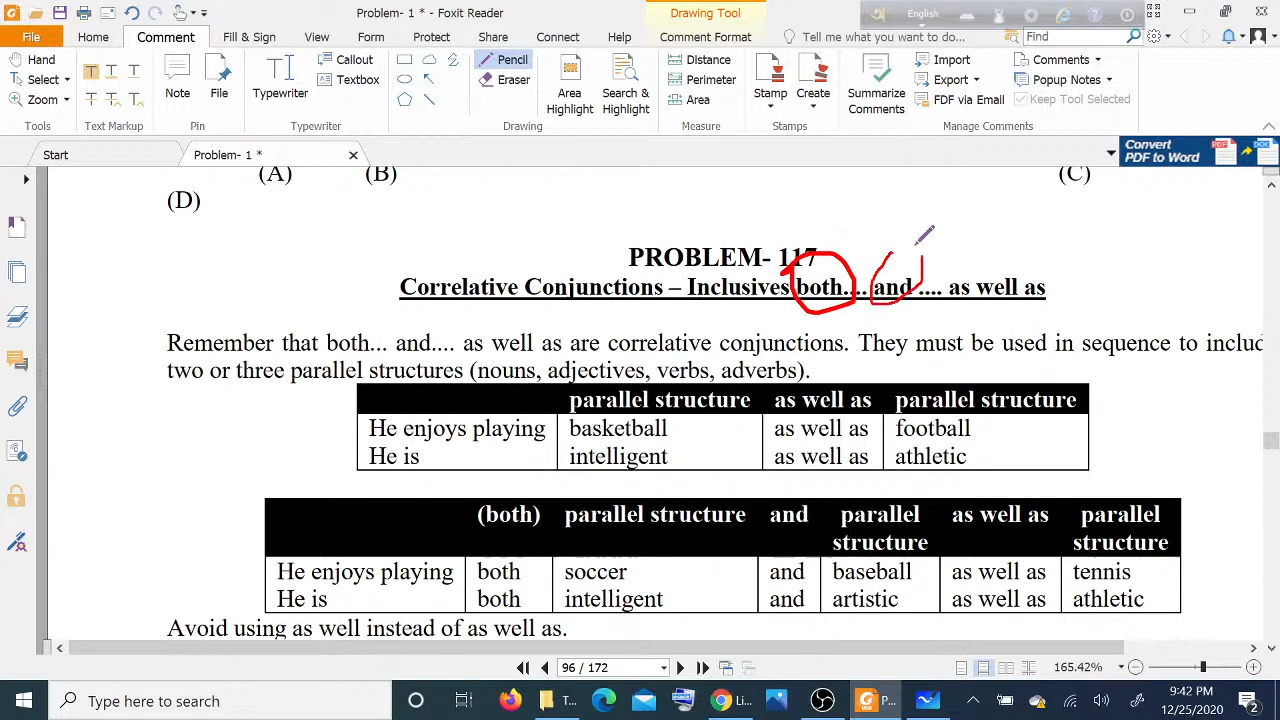 Problem- 1 * - Foxit Reader
Drawing Tool
English
File
Home
Comment
Fill & Sign
View
Form
Protect
Share
Connect
Help
Comment Format
Tell me what you want to do..
Find
Hand
Select
Zoom
Tools
Text Markup
Note
File
Pin
Typewriter
Callout
Textbox
Typewriter
Pencil
Eraser
Drawing
Area
Highlight
Search &
Highlight
Distance
Perimeter
Area
Measure
Stamp
Create
Stamps
Summarize
Comments
Import
Export
FDF via Email
Comments
Popup Notes
Keep Tool Selected
Manage Comments
Start
Problem- 1 *
Convert
PDF to Word
(A) (B) (C)
(D)
PROBLEM- 117
Correlative Conjunctions – Inclusives both.... and .... as well as
Remember that both... and.... as well as are correlative conjunctions. They must be used in sequence to includ
two or three parallel structures (nouns, adjectives, verbs, adverbs).
parallel structure as well as parallel structure
He enjoys playing basketball as well as football
He is intelligent as well as athletic
(both) parallel structure and parallel structure as well as parallel structure
He enjoys playing both soccer and baseball as well as tennis
He is both intelligent and artistic as well as athletic
Avoid using as well instead of as well as.
96 / 172
165.42%
Type here to search
T...
Li...
P...
9:42 PM
12/25/2020
2